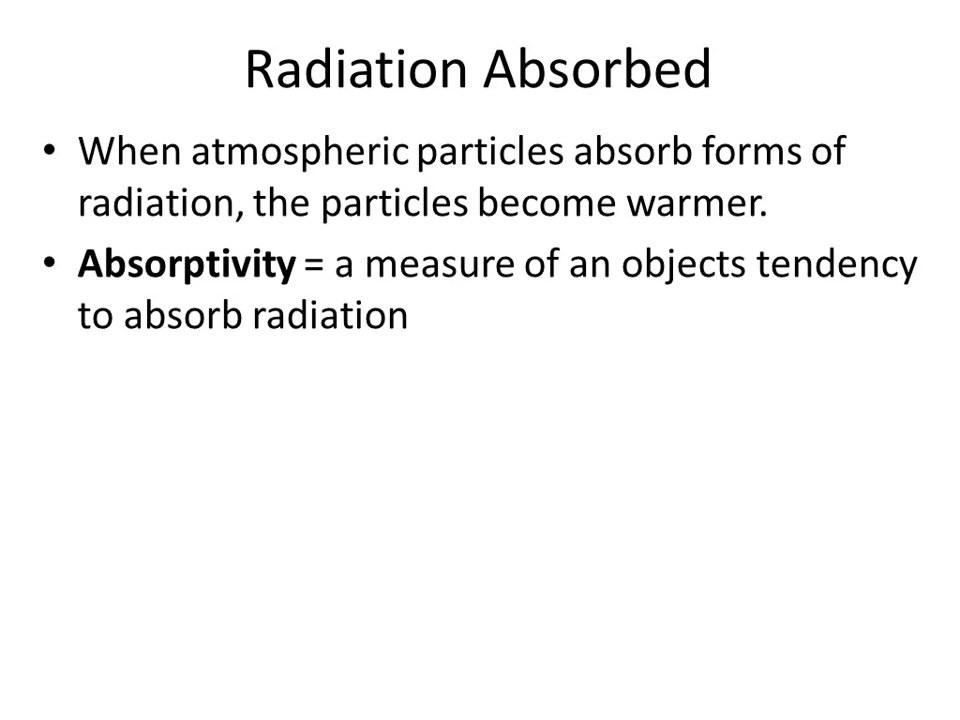 Radiation Absorbed
• When atmospheric particles absorb forms of
radiation, the particles become warmer.
• Absorptivity = a measure of an objects tendency
to absorb radiation